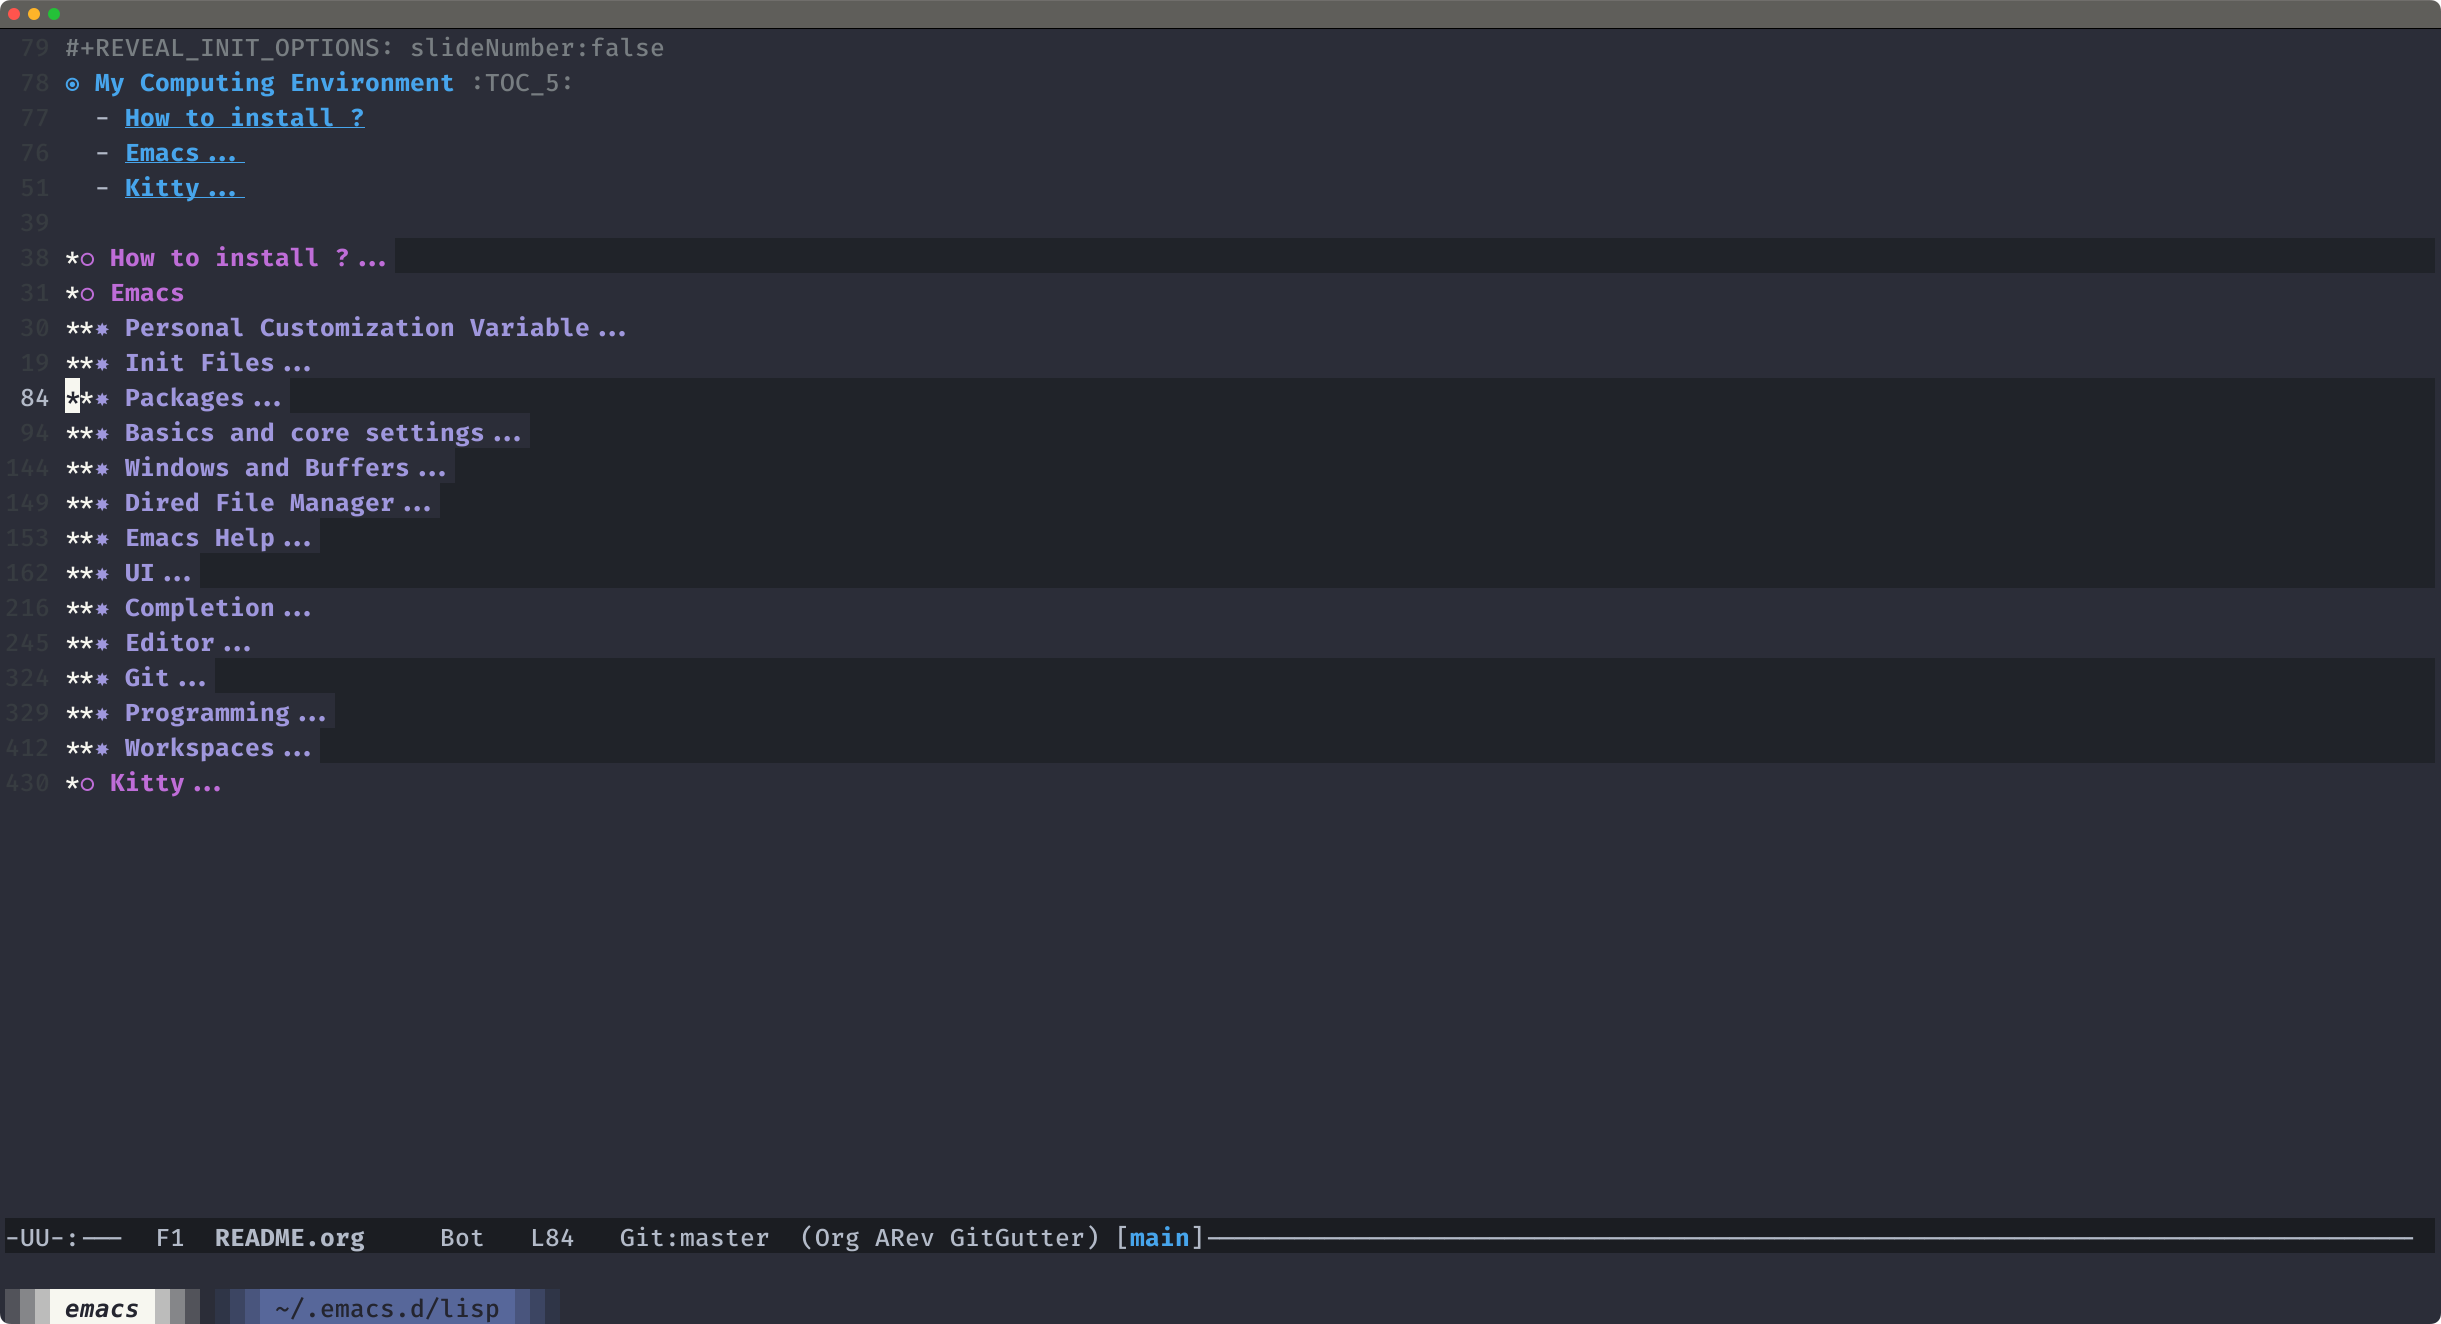 79 #+REVEAL_INIT_OPTIONS: slideNumber:false
78 ⊙ My Computing Environment :TOC_5:
77   - How to install ?
76   - Emacs...
51   - Kitty...
39
38 *○ How to install ?...
31 *○ Emacs
30 **✸ Personal Customization Variable...
19 **✸ Init Files...
84 **✸ Packages...
94 **✸ Basics and core settings...
144 **✸ Windows and Buffers...
149 **✸ Dired File Manager...
153 **✸ Emacs Help...
162 **✸ UI...
216 **✸ Completion...
245 **✸ Editor...
324 **✸ Git...
329 **✸ Programming...
412 **✸ Workspaces...
430 *○ Kitty...
-UU-:---  F1  README.org     Bot   L84   Git:master  (Org ARev GitGutter) [main]
emacs   ~/.emacs.d/lisp